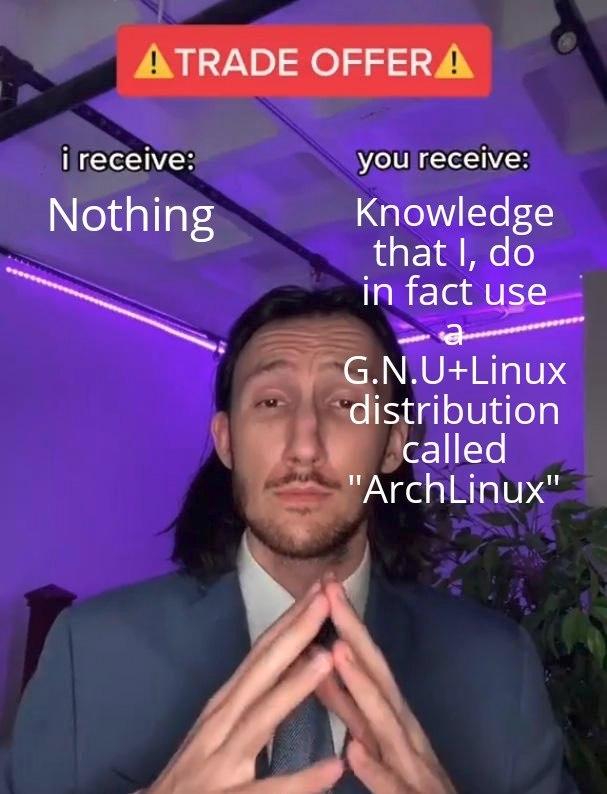 ⚠️TRADE OFFER⚠️
i receive:
you receive:
Nothing
Knowledge
that I, do
in fact use
a
G.N.U+Linux
distribution
called
"ArchLinux"